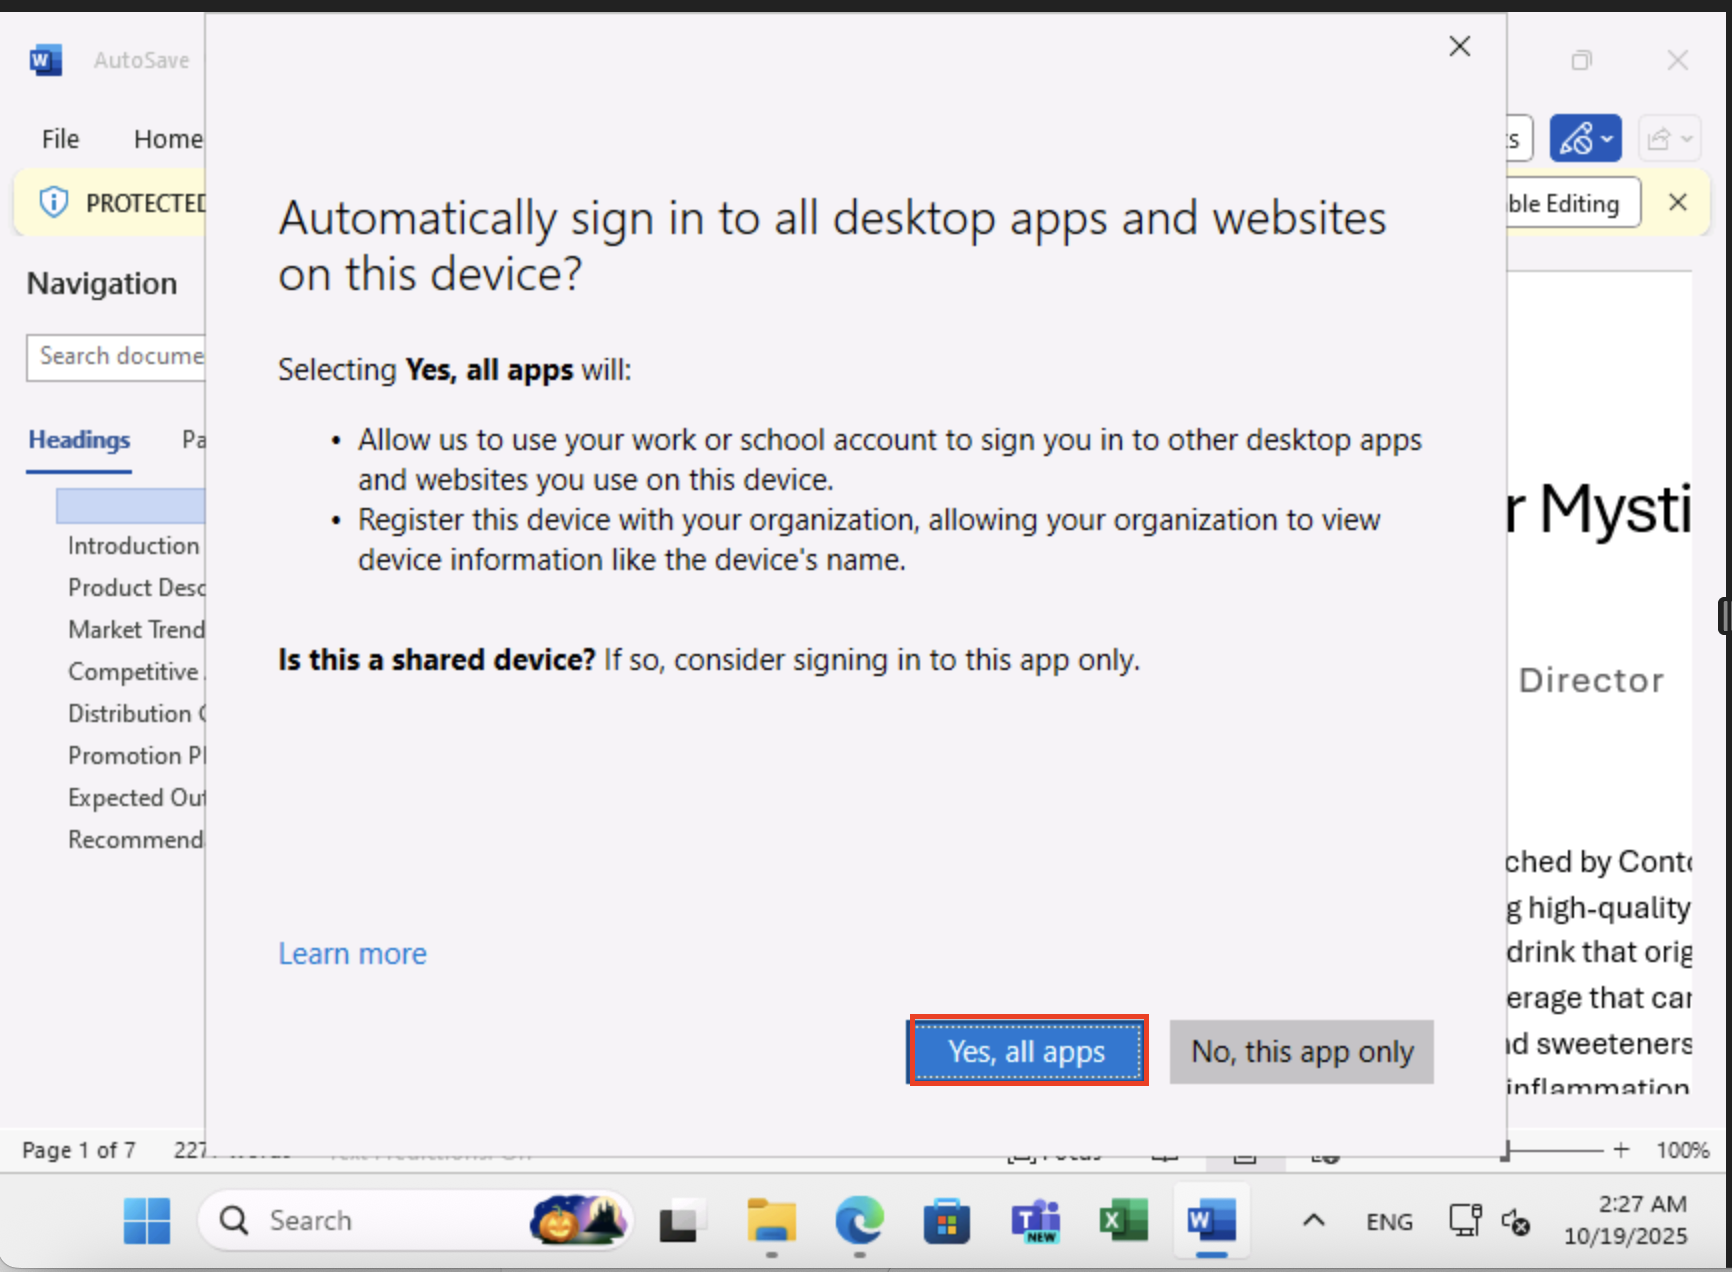 AutoSave
File Home
PROTECTED
ble Editing
Navigation
Search docume
Headings Pa
Introduction
Product Desc
Market Trend
Competitive
Distribution
Promotion Pl
Expected Out
Recommend
Automatically sign in to all desktop apps and websites
on this device?
Selecting Yes, all apps will:
• Allow us to use your work or school account to sign you in to other desktop apps
and websites you use on this device.
• Register this device with your organization, allowing your organization to view
device information like the device's name.
Is this a shared device? If so, consider signing in to this app only.
Learn more
Yes, all apps No, this app only
r Mysti
Director
ched by Conto
g high-quality
drink that orig
erage that can
nd sweeteners
inflammation
Page 1 of 7 227
100%
Search
NEW
ENG
2:27 AM
10/19/2025